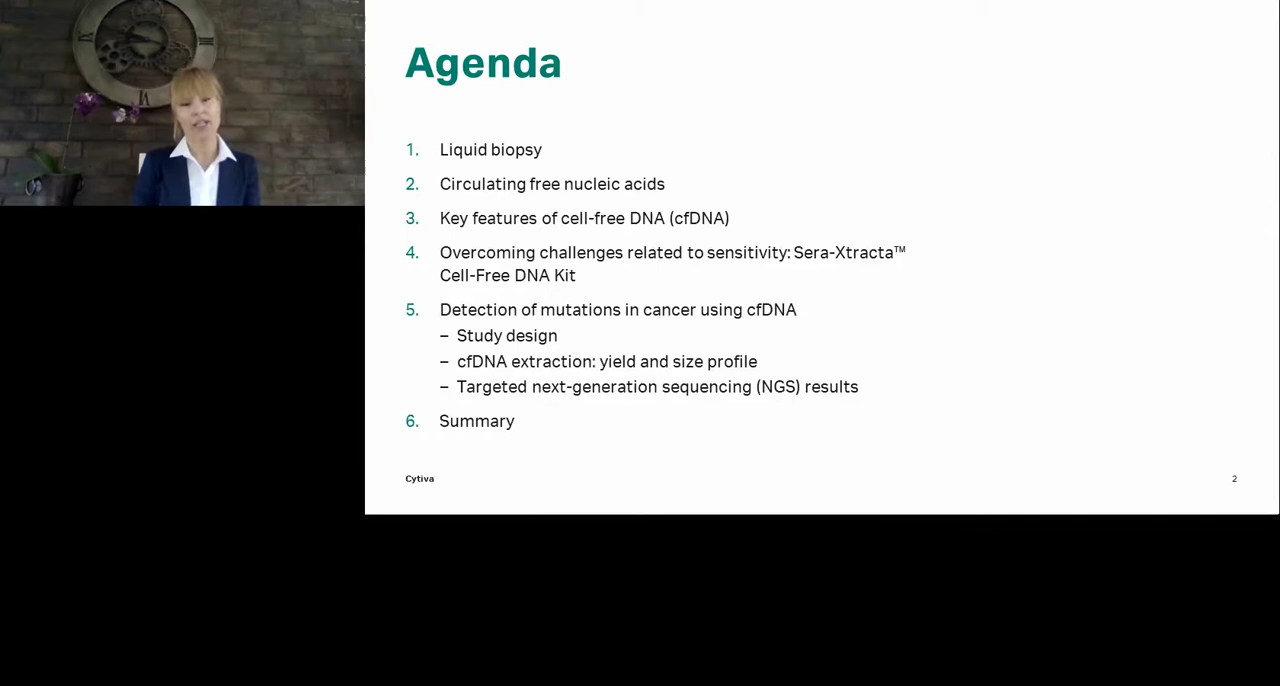 Agenda
1. Liquid biopsy
2. Circulating free nucleic acids
3. Key features of cell-free DNA (cfDNA)
4. Overcoming challenges related to sensitivity: Sera-Xtracta™
Cell-Free DNA Kit
5. Detection of mutations in cancer using cfDNA
– Study design
– cfDNA extraction: yield and size profile
– Targeted next-generation sequencing (NGS) results
6. Summary
Cytiva
2